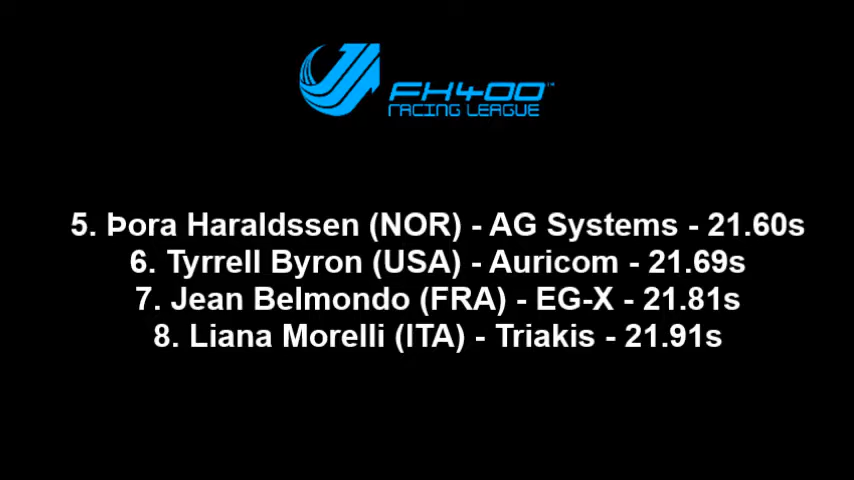 FX400™
RACING LEAGUE
5. Þora Haraldssen (NOR) - AG Systems - 21.60s
6. Tyrrell Byron (USA) - Auricom - 21.69s
7. Jean Belmondo (FRA) - EG-X - 21.81s
8. Liana Morelli (ITA) - Triakis - 21.91s